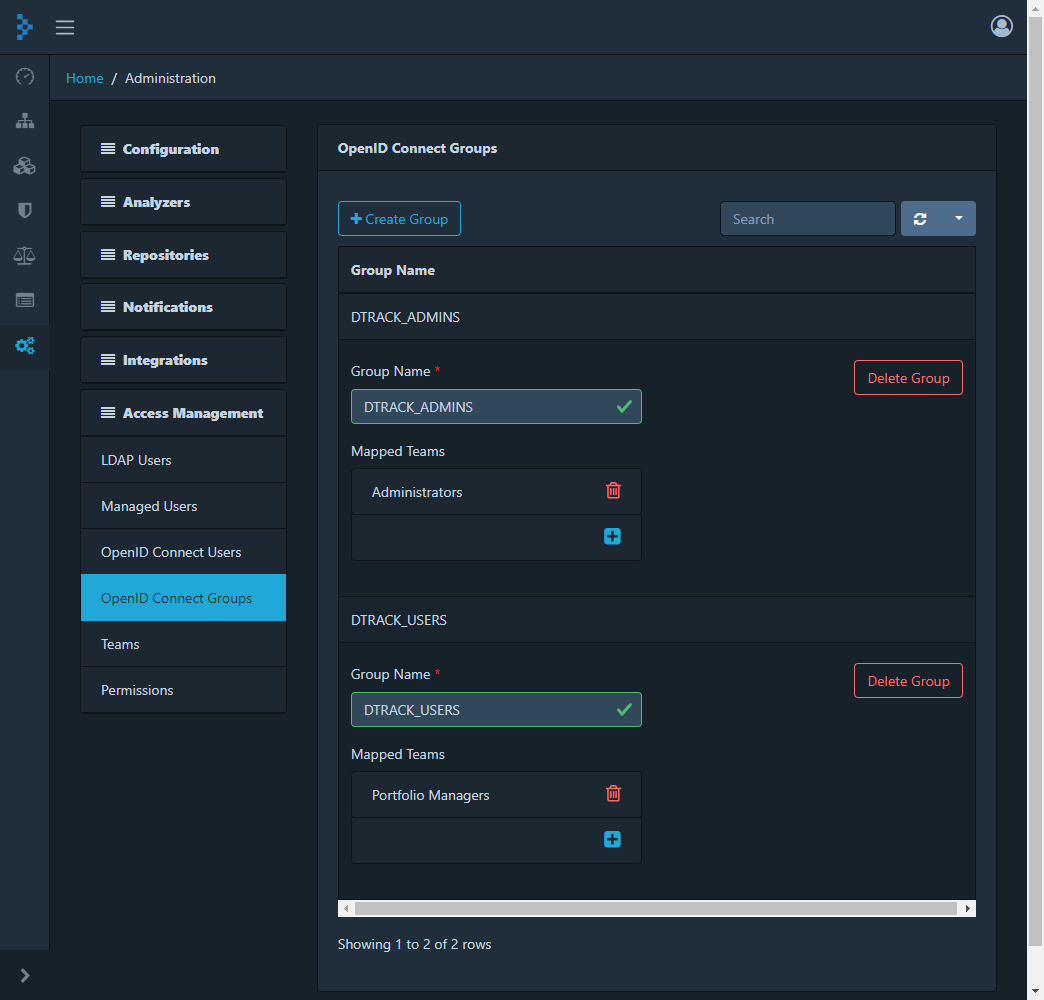 Home / Administration
Configuration
Analyzers
Repositories
Notifications
Integrations
Access Management
LDAP Users
Managed Users
OpenID Connect Users
OpenID Connect Groups
Teams
Permissions
OpenID Connect Groups
Create Group
Search
Group Name
DTRACK_ADMINS
Group Name *
Delete Group
DTRACK_ADMINS
Mapped Teams
Administrators
DTRACK_USERS
Group Name *
Delete Group
DTRACK_USERS
Mapped Teams
Portfolio Managers
Showing 1 to 2 of 2 rows